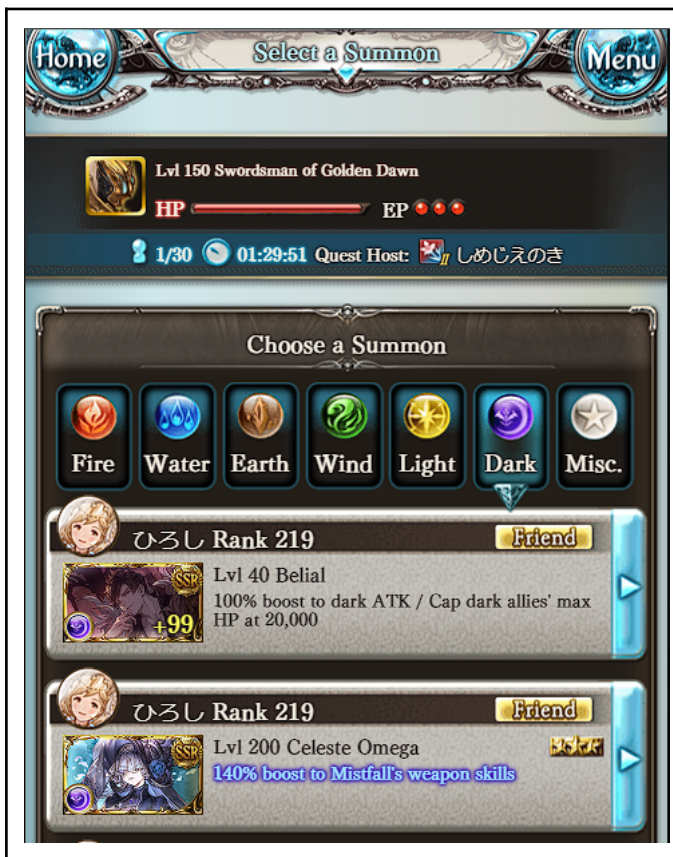 Home
Select a Summon
Menu
Lvl 150 Swordsman of Golden Dawn
HP EP
1/30 01:29:51 Quest Host: II しめじえのき
Choose a Summon
Fire Water Earth Wind Light Dark Misc.
ひろし Rank 219 Friend
SSR
+99
Lvl 40 Belial
100% boost to dark ATK / Cap dark allies' max
HP at 20,000
ひろし Rank 219 Friend
SSR
Lvl 200 Celeste Omega
140% boost to Mistfall's weapon skills